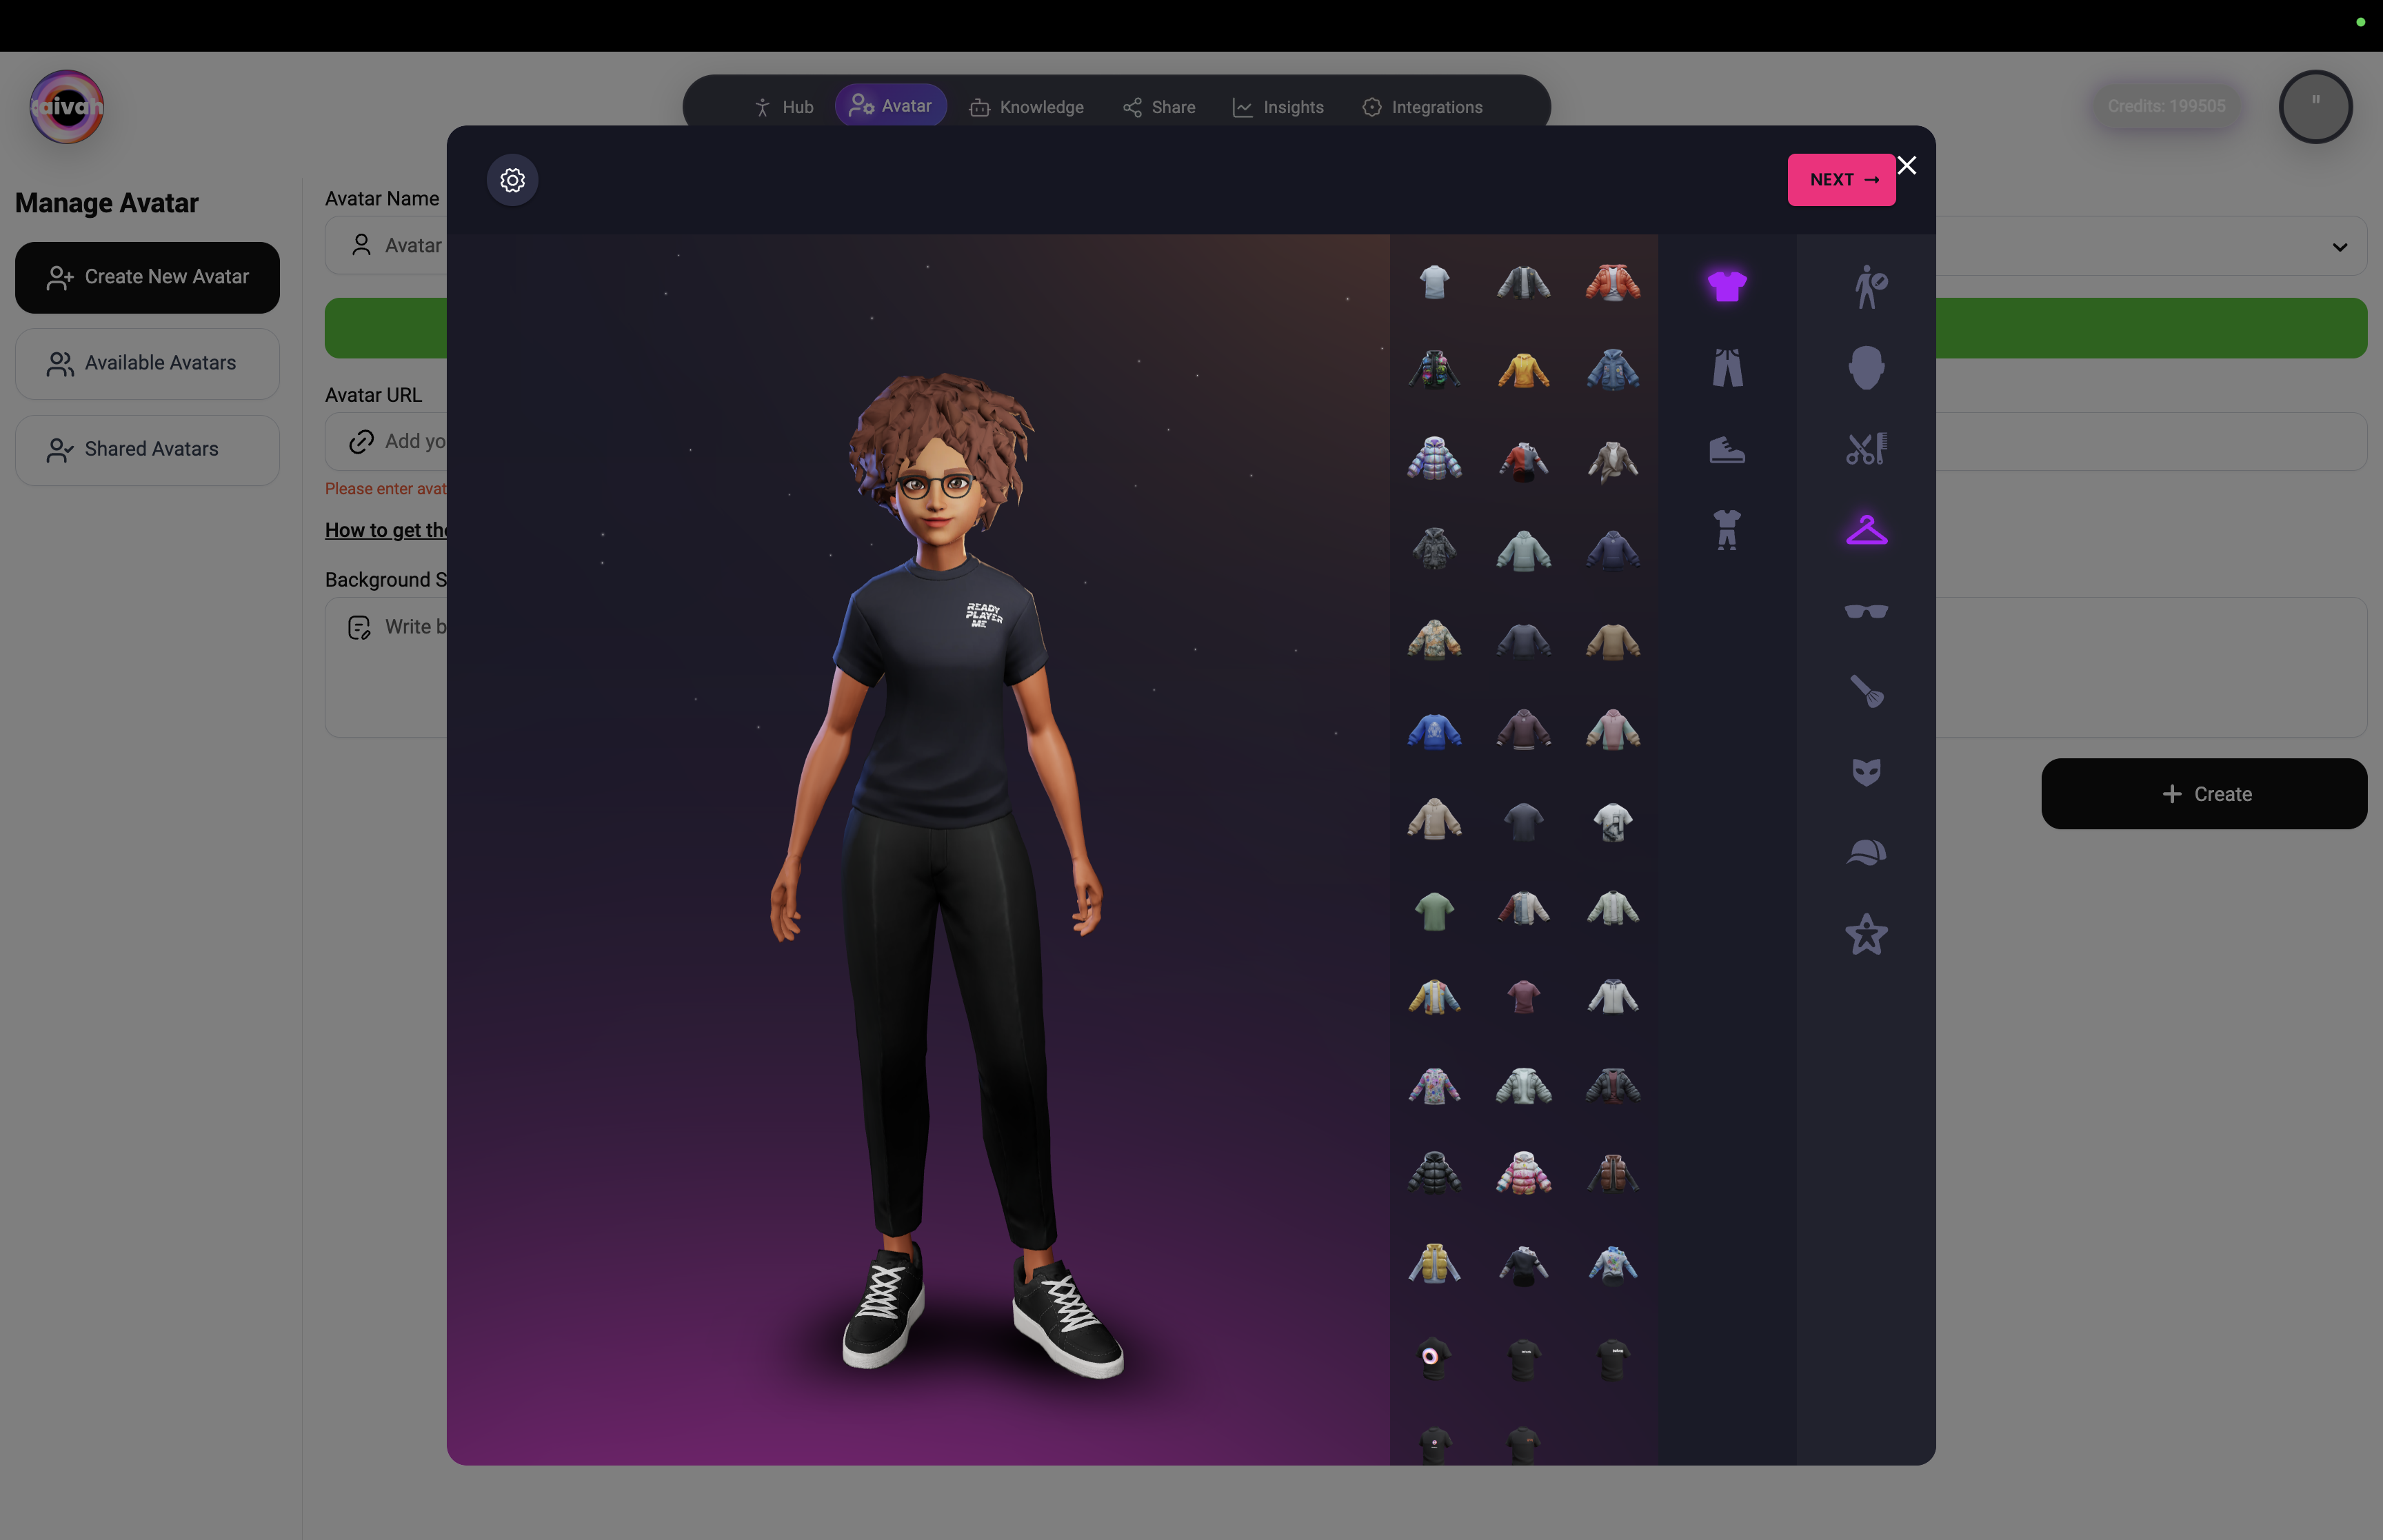 aivah
Hub
Avatar
Knowledge
Share
Insights
Integrations
Credits: 199505
"
Manage Avatar
Create New Avatar
Available Avatars
Shared Avatars
Avatar Name
Avatar
Avatar URL
Add yo
Please enter avat
How to get the
Background S
Write b
NEXT →
READY
PLAYER
ME
+ Create